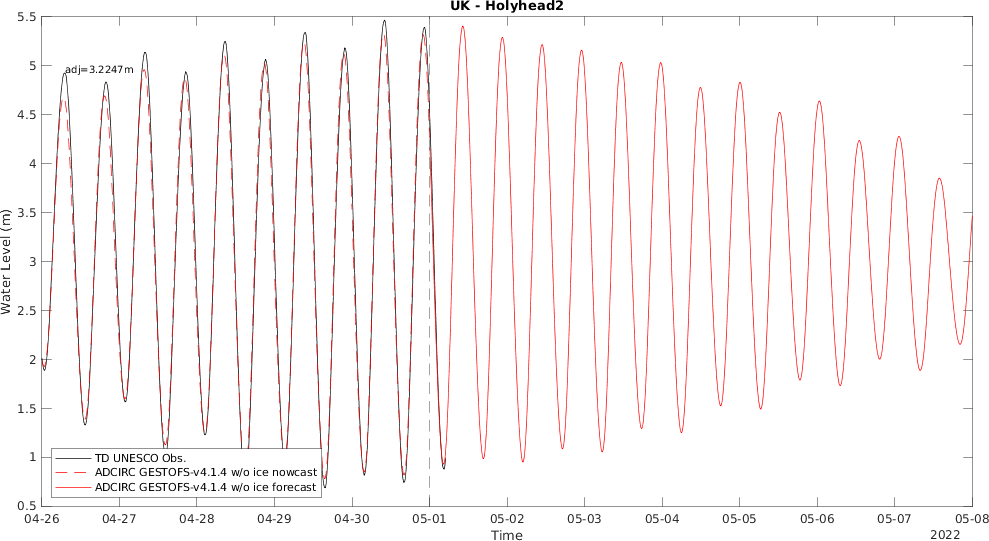 UK - Holyhead2
5.5
5
4.5
4
3.5
3
2.5
2
1.5
1
0.5
Water Level (m)
adj=3.2247m
TD UNESCO Obs.
ADCIRC GESTOFS-v4.1.4 w/o ice nowcast
ADCIRC GESTOFS-v4.1.4 w/o ice forecast
04-26 04-27 04-28 04-29 04-30 05-01 05-02 05-03 05-04 05-05 05-06 05-07 05-08
Time
2022